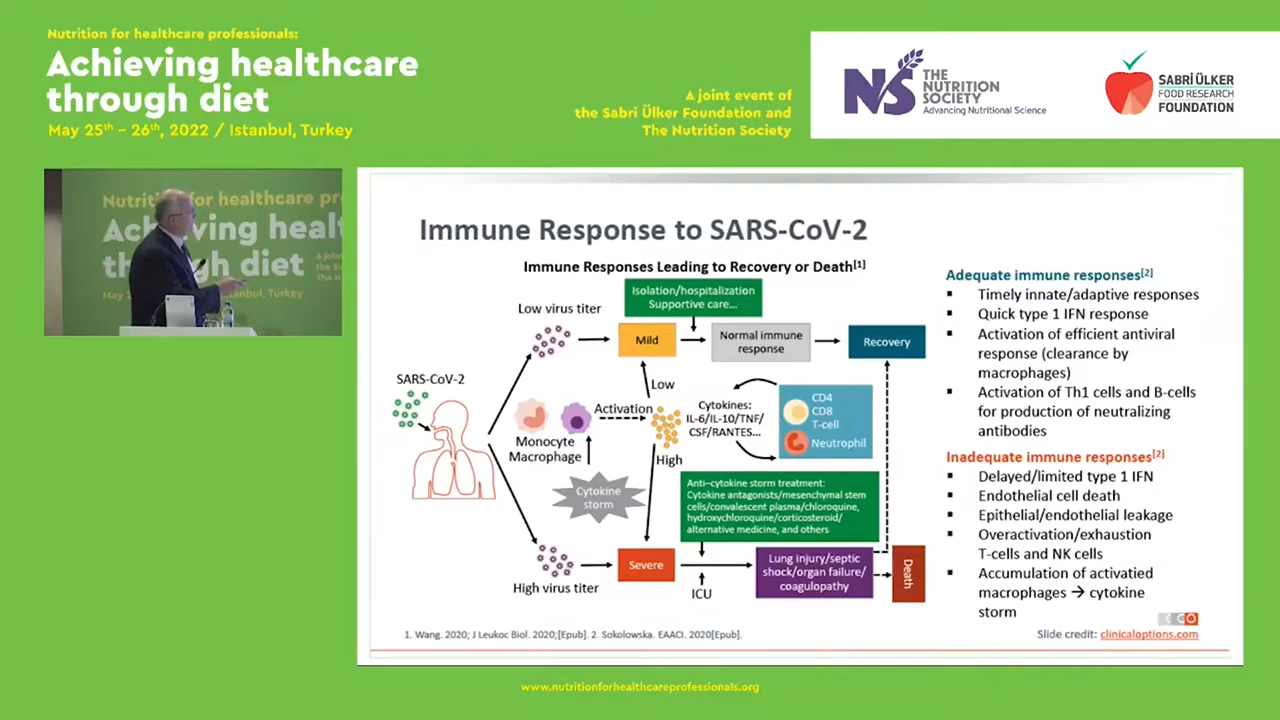 Nutrition for healthcare professionals:
Achieving healthcare
through diet
May 25th - 26th, 2022 / Istanbul, Turkey
A joint event of
the Sabri Ülker Foundation and
The Nutrition Society
NS
THE
NUTRITION
SOCIETY
Advancing Nutritional Science
SABRİ ÜLKER
FOOD RESEARCH
FOUNDATION
Nutrition for healthcare pr
Achieving healt
th diet
Immune Response to SARS-CoV-2
Immune Responses Leading to Recovery or Death[1]
Isolation/hospitalization
Supportive care...
Low virus titer
Mild
Normal immune
response
Recovery
SARS-CoV-2
Low
Activation
Monocyte
Macrophage
High
Cytokines:
IL-6/IL-10/TNF/
CSF/RANTES...
CD4
CD8
T-cell
Neutrophil
Cytokine
storm
Anti–cytokine storm treatment:
Cytokine antagonists/mesenchymal stem
cells/convalescent plasma/chloroquine,
hydroxychloroquine/corticosteroid/
alternative medicine, and others
High virus titer
Severe
ICU
Lung injury/septic
shock/organ failure/
coagulopathy
Death
Adequate immune responses[2]
▪ Timely innate/adaptive responses
▪ Quick type 1 IFN response
▪ Activation of efficient antiviral
response (clearance by
macrophages)
▪ Activation of Th1 cells and B-cells
for production of neutralizing
antibodies
Inadequate immune responses[2]
▪ Delayed/limited type 1 IFN
▪ Endothelial cell death
▪ Epithelial/endothelial leakage
▪ Overactivation/exhaustion
T-cells and NK cells
▪ Accumulation of activatied
macrophages → cytokine
storm
CCO
1. Wang. 2020; J Leukoc Biol. 2020;[Epub]. 2. Sokolowska. EAACI. 2020[Epub].
Slide credit: clinicaloptions.com
www.nutritionforhealthcareprofessionals.org